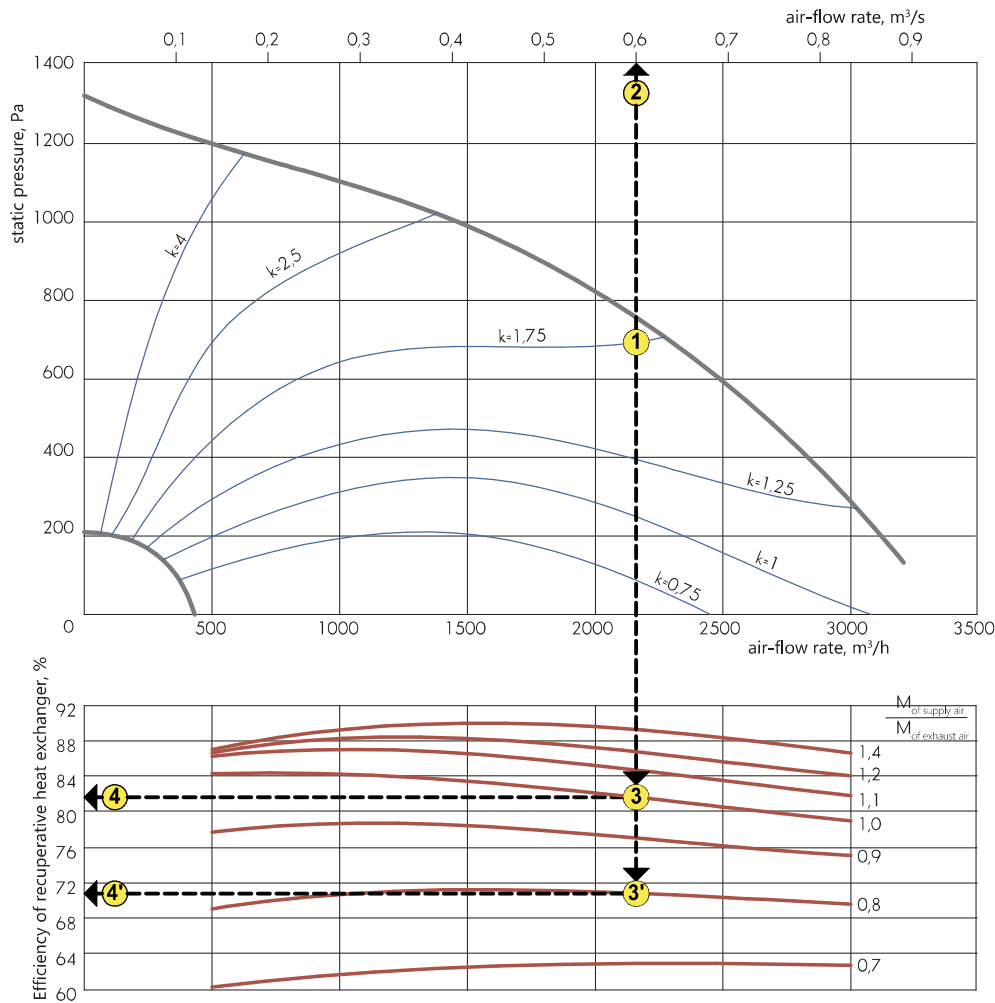 air-flow rate, m³/s
0,1 0,2 0,3 0,4 0,5 0,6 0,7 0,8 0,9
static pressure, Pa
1400
1200
1000
800
600
400
200
0
2
1
k=4
k=2,5
k=1,75
k=1,25
k=1
k=0,75
500 1000 1500 2000 2500 3000 3500
air-flow rate, m³/h
Efficiency of recuperative heat exchanger, %
92
88
84
80
76
72
68
64
60
M of supply air
M of exhaust air
1,4
1,2
1,1
1,0
0,9
0,8
0,7
4
3
4'
3'